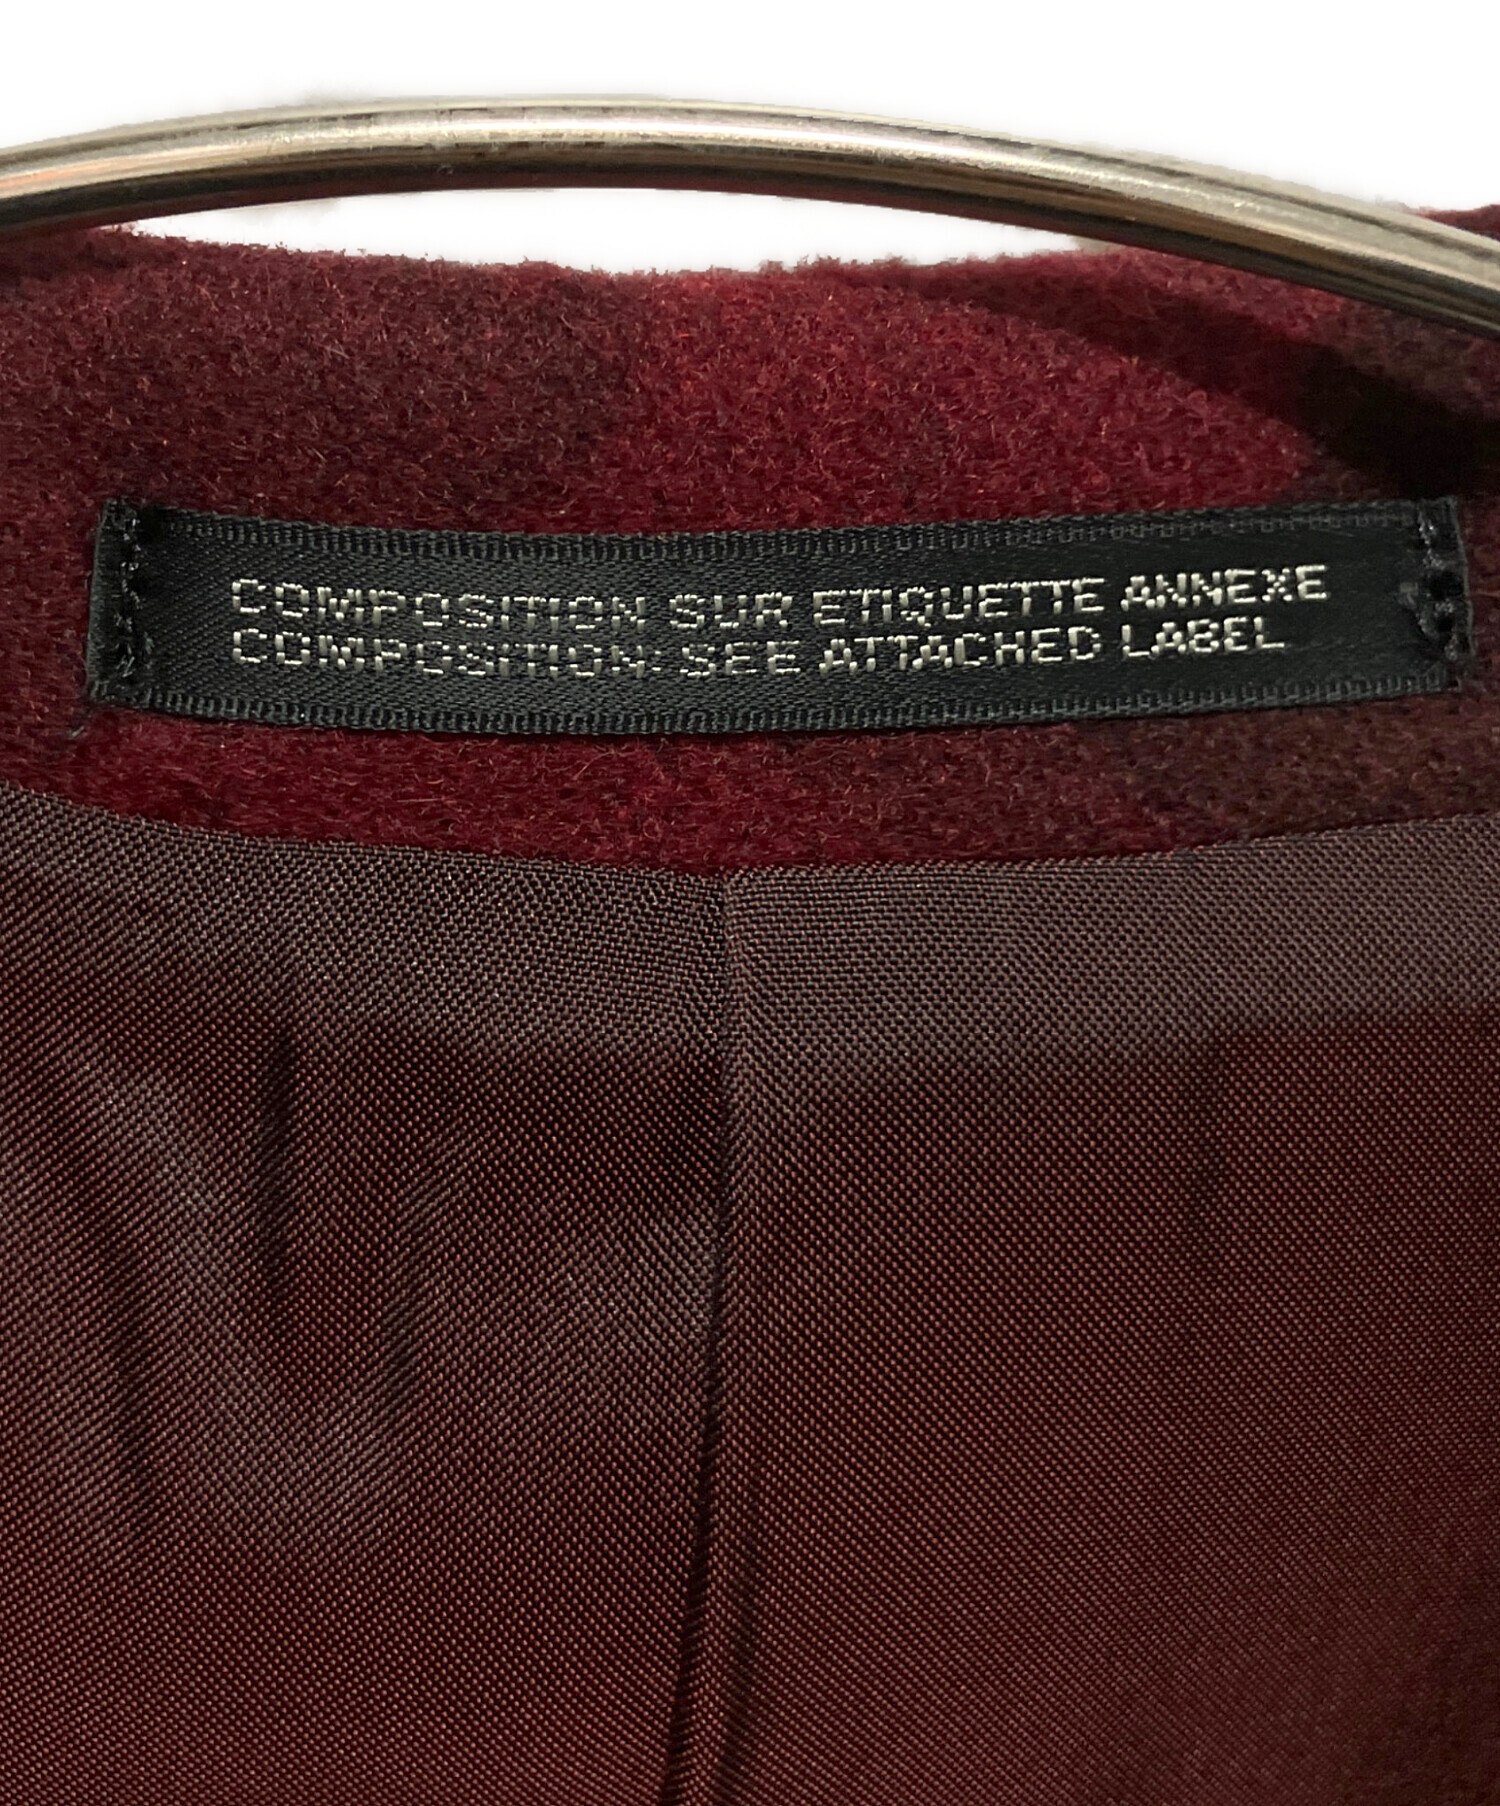 COMPOSITION SUR ETIQUETTE ANNEXE
COMPOSITION: SEE ATTACHED LABEL